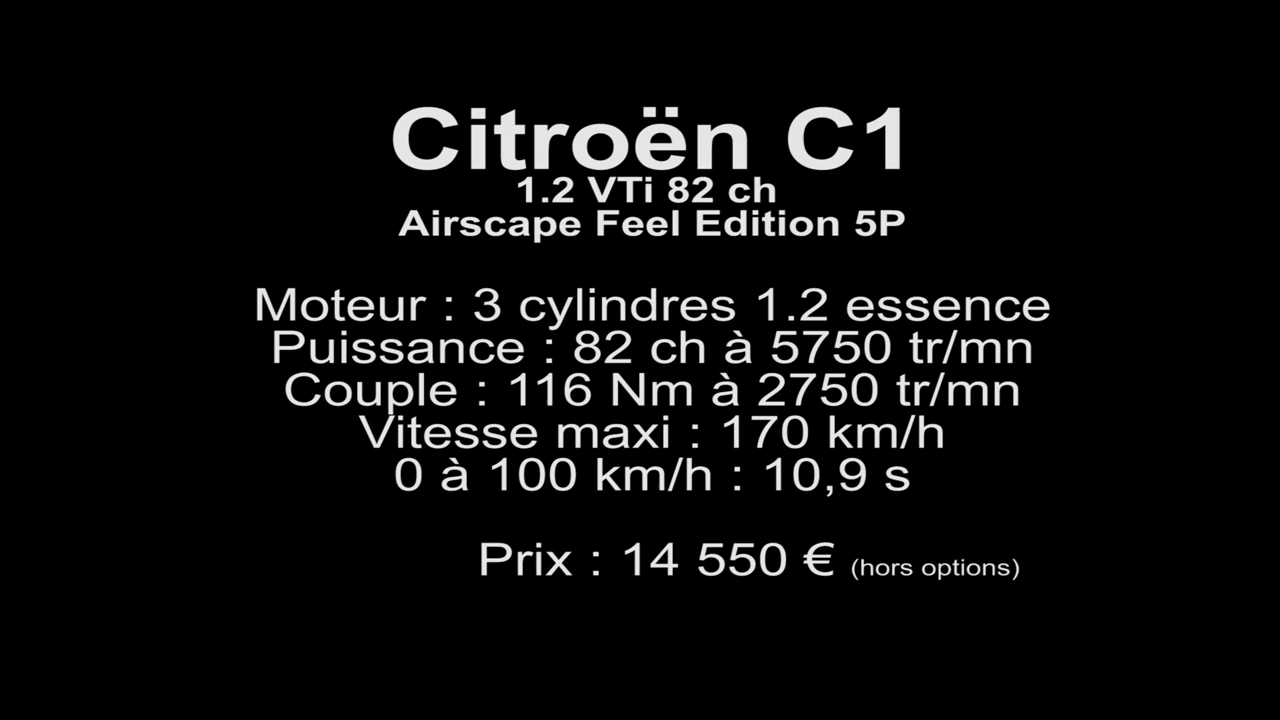 Citroën C1
1.2 VTi 82 ch
Airscape Feel Edition 5P
Moteur : 3 cylindres 1.2 essence
Puissance : 82 ch à 5750 tr/mn
Couple : 116 Nm à 2750 tr/mn
Vitesse maxi : 170 km/h
0 à 100 km/h : 10,9 s
Prix : 14 550 € (hors options)